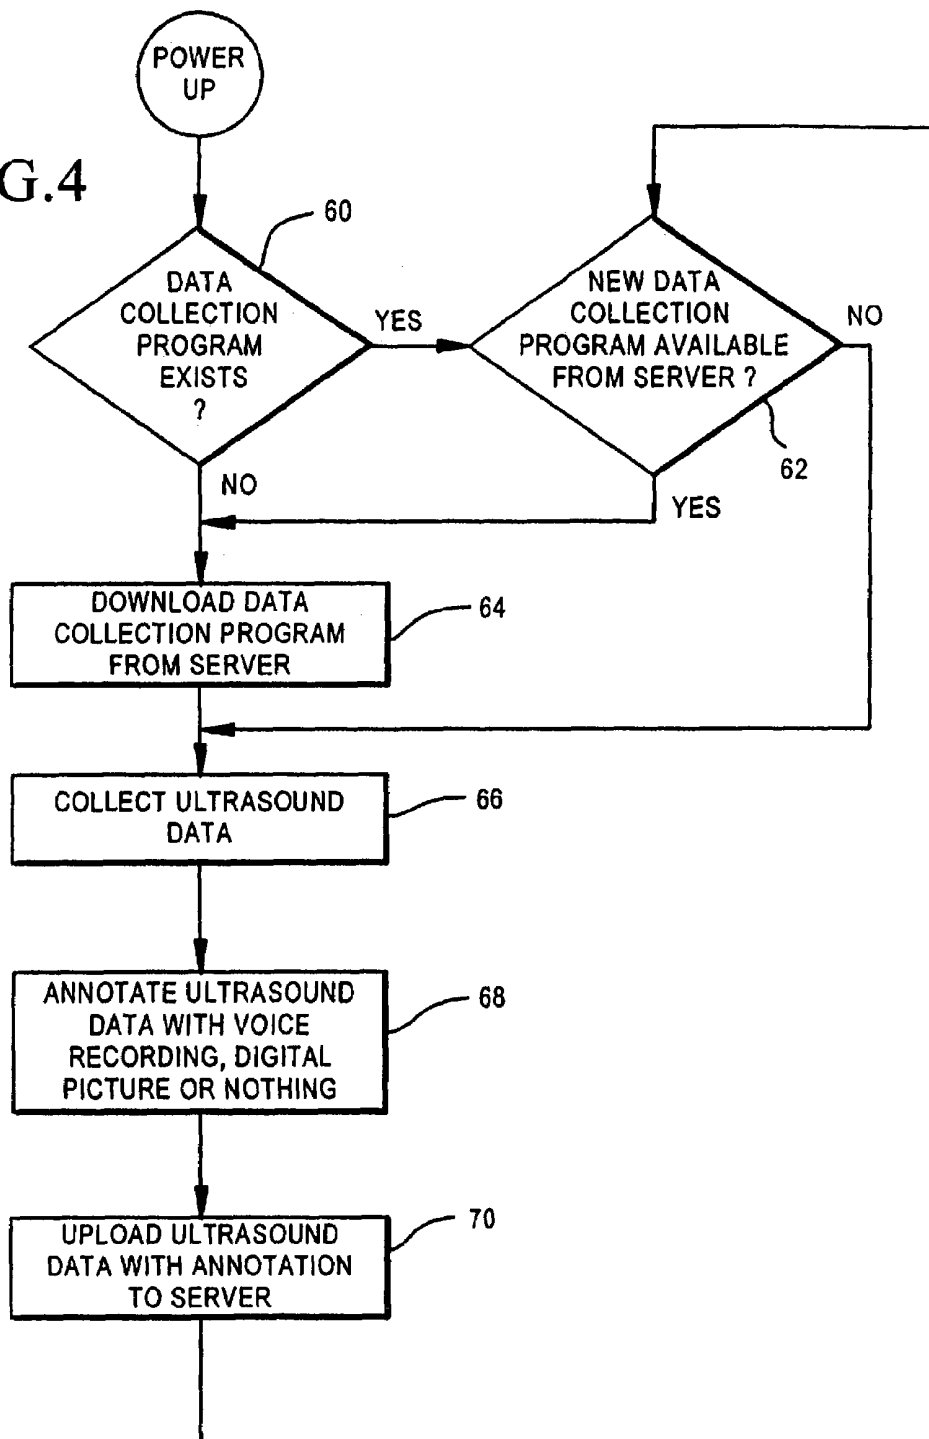 POWER
UP
G.4
60
DATA
COLLECTION
PROGRAM
EXISTS
?
YES
NEW DATA
COLLECTION
PROGRAM AVAILABLE
FROM SERVER ?
NO
62
NO
YES
DOWNLOAD DATA
COLLECTION PROGRAM
FROM SERVER
64
COLLECT ULTRASOUND
DATA
66
ANNOTATE ULTRASOUND
DATA WITH VOICE
RECORDING, DIGITAL
PICTURE OR NOTHING
68
UPLOAD ULTRASOUND
DATA WITH ANNOTATION
TO SERVER
70